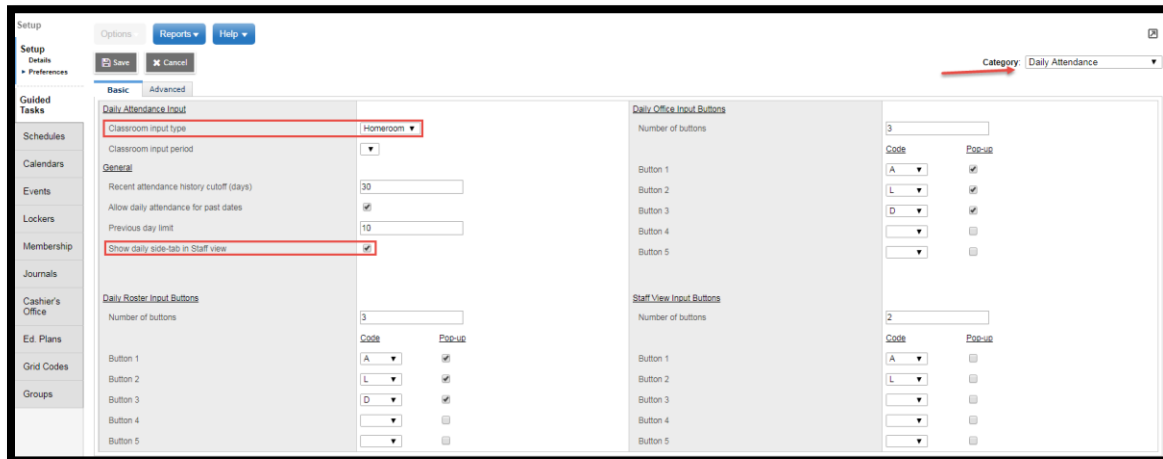 Setup
Options
Reports
Help
Setup
Details
Preferences
Save
Cancel
Category: Daily Attendance
Basic
Advanced
Guided
Tasks
Schedules
Calendars
Events
Lockers
Membership
Journals
Cashier's
Office
Ed. Plans
Grid Codes
Groups
Daily Attendance Input
Classroom input type Homeroom
Classroom input period
General
Recent attendance history cutoff (days) 30
Allow daily attendance for past dates
Previous day limit 10
Show daily side-tab in Staff view
Daily Office Input Buttons
Number of buttons 3
Code Pop-up
Button 1 A
Button 2 L
Button 3 D
Button 4
Button 5
Daily Roster Input Buttons
Number of buttons 3
Code Pop-up
Button 1 A
Button 2 L
Button 3 D
Button 4
Button 5
Staff View Input Buttons
Number of buttons 2
Code Pop-up
Button 1 A
Button 2 L
Button 3
Button 4
Button 5